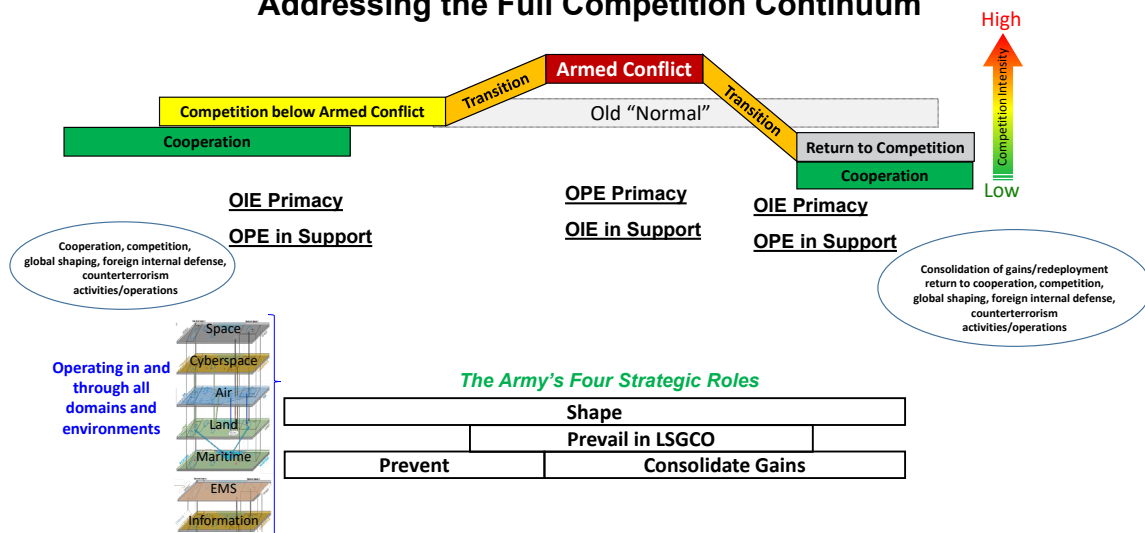 Addressing the Full Competition Continuum
High
Armed Conflict
Transition
Transition
Competition Intensity
Competition below Armed Conflict
Old “Normal”
Cooperation
Return to Competition
Cooperation
Low
OIE Primacy
OPE in Support
OPE Primacy
OIE in Support
OIE Primacy
OPE in Support
Cooperation, competition,
global shaping, foreign internal defense,
counterterrorism
activities/operations
Consolidation of gains/redeployment
return to cooperation, competition,
global shaping, foreign internal defense,
counterterrorism
activities/operations
Operating in and
through all
domains and
environments
Space
Cyberspace
Air
Land
Maritime
EMS
Information
The Army’s Four Strategic Roles
Shape
Prevail in LSGCO
Prevent
Consolidate Gains